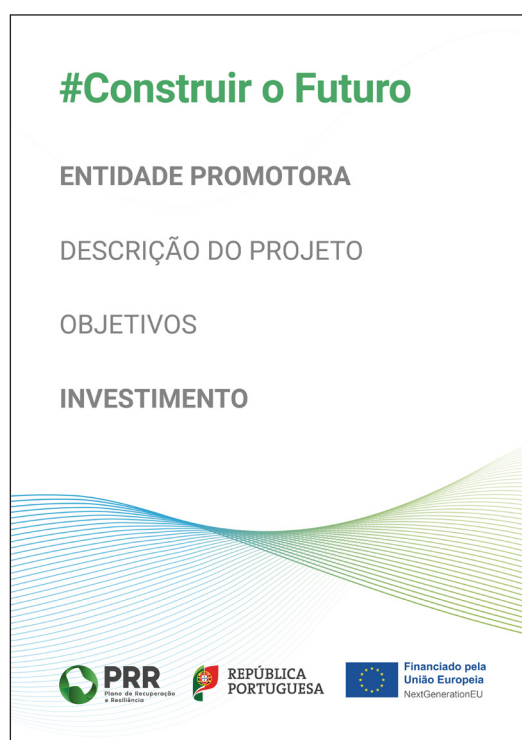 #Construir o Futuro
ENTIDADE PROMOTORA
DESCRIÇÃO DO PROJETO
OBJETIVOS
INVESTIMENTO
PRR
Plano de Recuperação
e Resiliência
REPÚBLICA
PORTUGUESA
Financiado pela
União Europeia
NextGenerationEU